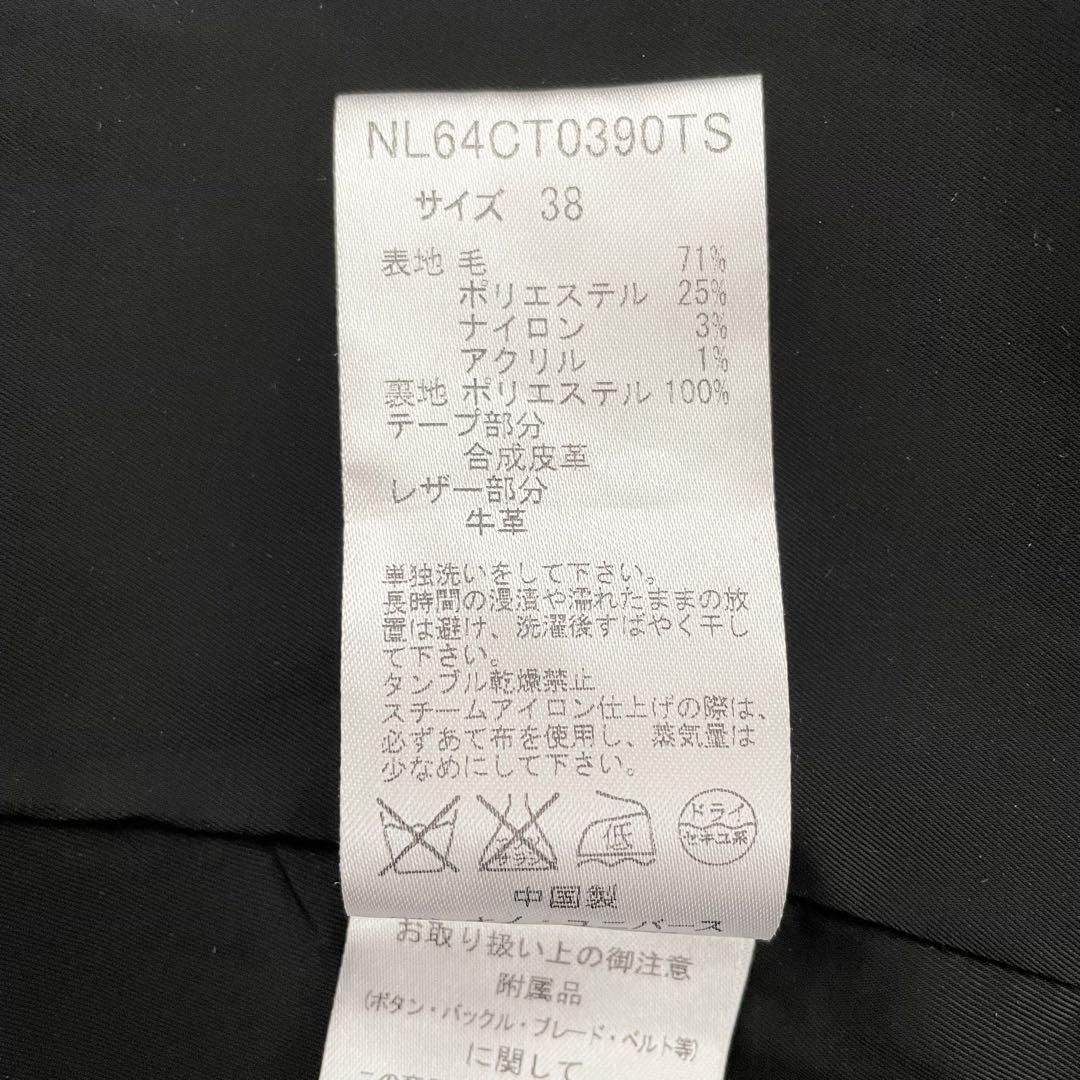 NL64CT0390TS
サイズ 38
表地 毛 71%
ポリエステル 25%
ナイロン 3%
アクリル 1%
裏地 ポリエステル 100%
テープ部分
合成皮革
レザー部分
牛革
単独洗いをして下さい。
長時間の浸漬や濡れたままの放
置は避け、洗濯後すばやく干し
て下さい。
タンブル乾燥禁止
スチームアイロン仕上げの際は、
必ずあて布を使用し、蒸気量は
少なめにして下さい。
サラシ 低 ドライ
セキユ系
中国製
お取り扱い上の御注意
附属品
(ボタン・バックル・ブレード・ベルト等)
に関して